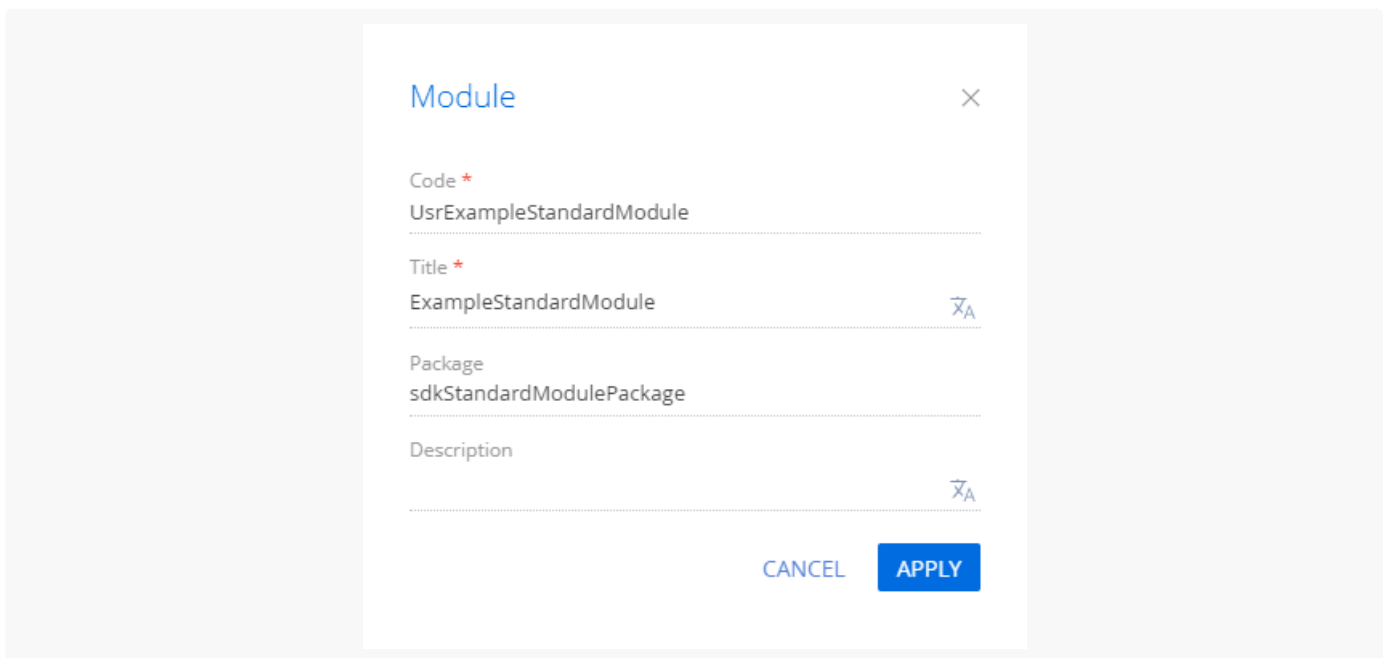 Module
Code *
UsrExampleStandardModule
Title *
ExampleStandardModule
Package
sdkStandardModulePackage
Description
CANCEL APPLY